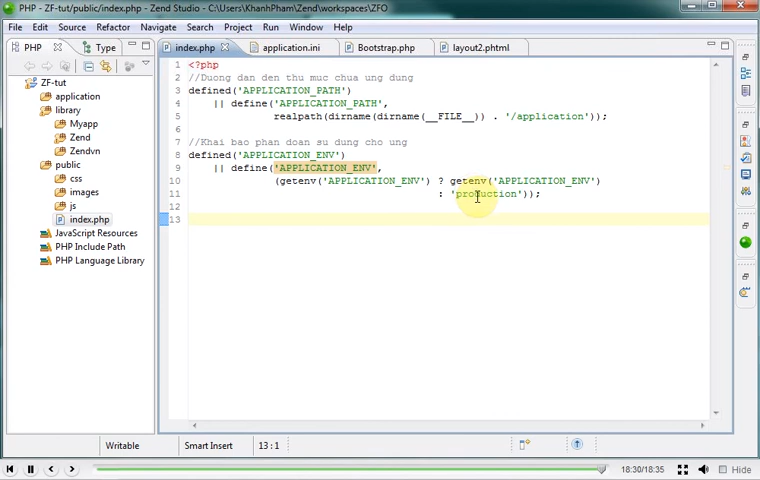 PHP - ZF-tut/public/index.php - Zend Studio - C:\Users\KhanhPham\Zend\workspaces\ZFO
File Edit Source Refactor Navigate Search Project Run Window Help
PHP Type
index.php application.ini Bootstrap.php layout2.phtml
ZF-tut
application
library
Myapp
Zend
Zendvn
public
css
images
js
index.php
JavaScript Resources
PHP Include Path
PHP Language Library
1 <?php
2 //Duong dan den thu muc chua ung dung
3 defined('APPLICATION_PATH')
4 || define('APPLICATION_PATH',
5 realpath(dirname(dirname(__FILE__)) . '/application'));
6
7 //Khai bao phan doan su dung cho ung
8 defined('APPLICATION_ENV')
9 || define('APPLICATION_ENV',
10 (getenv('APPLICATION_ENV') ? getenv('APPLICATION_ENV')
11 : 'production'));
12
13
Writable Smart Insert 13 : 1
18:30/18:35 Hide